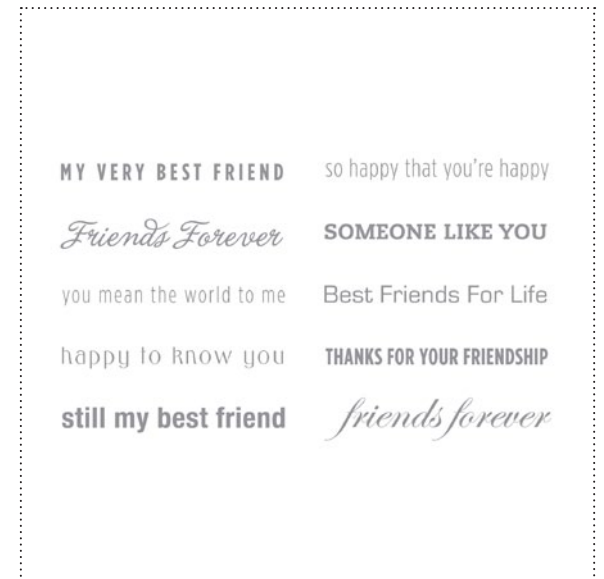 MY VERY BEST FRIEND
Friends Forever
you mean the world to me
happy to know you
still my best friend
so happy that you're happy
SOMEONE LIKE YOU
Best Friends For Life
THANKS FOR YOUR FRIENDSHIP
friends forever